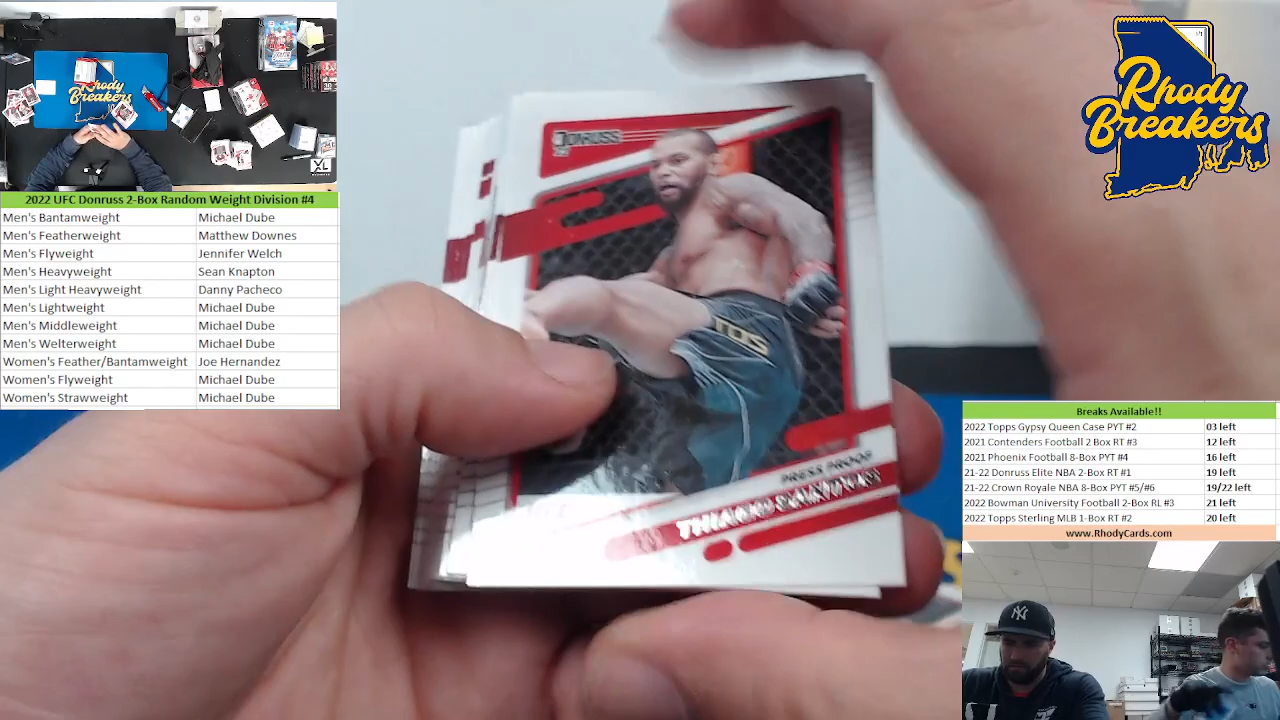 2022 UFC Donruss 2-Box Random Weight Division #4
Men's Bantamweight Michael Dube
Men's Featherweight Matthew Downes
Men's Flyweight Jennifer Welch
Men's Heavyweight Sean Knapton
Men's Light Heavyweight Danny Pacheco
Men's Lightweight Michael Dube
Men's Middleweight Michael Dube
Men's Welterweight Michael Dube
Women's Feather/Bantamweight Joe Hernandez
Women's Flyweight Michael Dube
Women's Strawweight Michael Dube
Rhody
Breakers
XL
DONRUSS
PRESS PROOF
THIAGO SANTOS
Rhody
Breakers
Breaks Available!!
2022 Topps Gypsy Queen Case PYT #2 03 left
2021 Contenders Football 2 Box RT #3 12 left
2021 Phoenix Football 8-Box PYT #4 16 left
21-22 Donruss Elite NBA 2-Box RT #1 19 left
21-22 Crown Royale NBA 8-Box PYT #5/#6 19/22 left
2022 Bowman University Football 2-Box RL #3 21 left
2022 Topps Sterling MLB 1-Box RT #2 20 left
www.RhodyCards.com